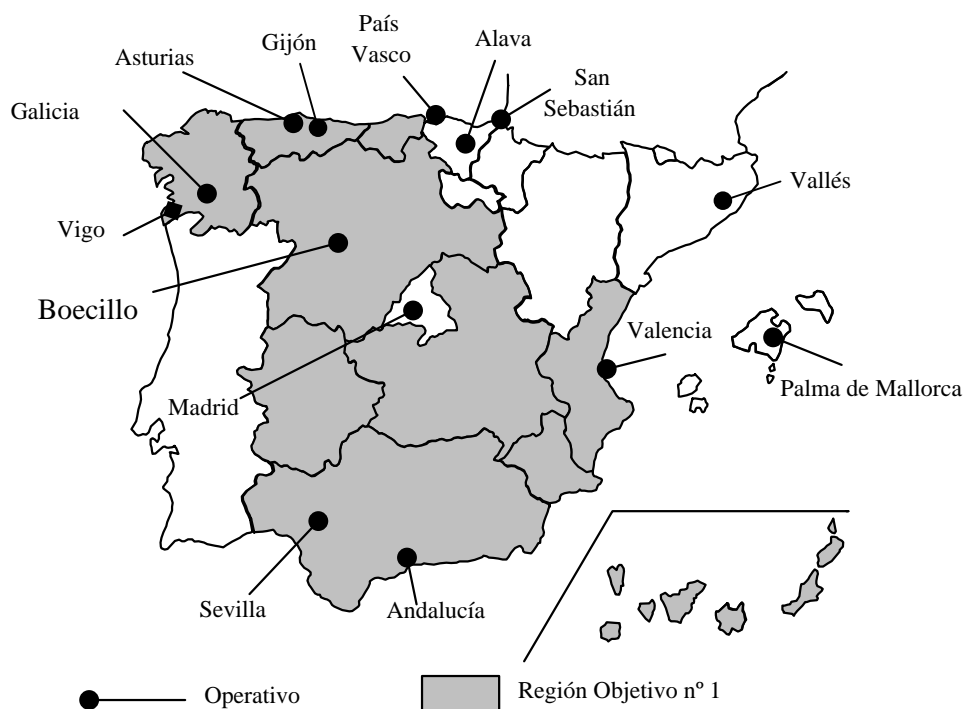 País
Vasco
Gijón
Alava
Asturias
San
Sebastián
Galicia
Vallés
Vigo
Boecillo
Valencia
Palma de Mallorca
Madrid
Sevilla
Andalucía
Operativo
Región Objetivo nº 1